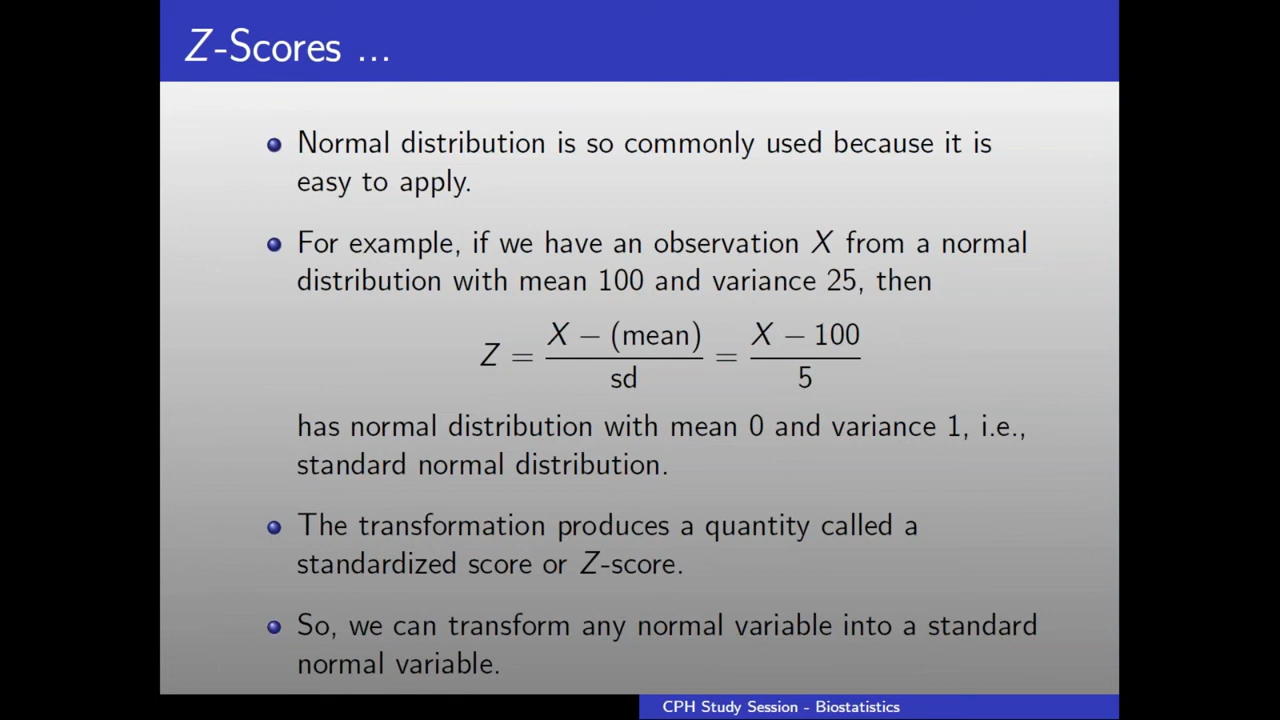 Z-Scores ...
Normal distribution is so commonly used because it is
easy to apply.
For example, if we have an observation X from a normal
distribution with mean 100 and variance 25, then
Z = X − (mean) / sd = X − 100 / 5
has normal distribution with mean 0 and variance 1, i.e.,
standard normal distribution.
The transformation produces a quantity called a
standardized score or Z-score.
So, we can transform any normal variable into a standard
normal variable.
CPH Study Session - Biostatistics